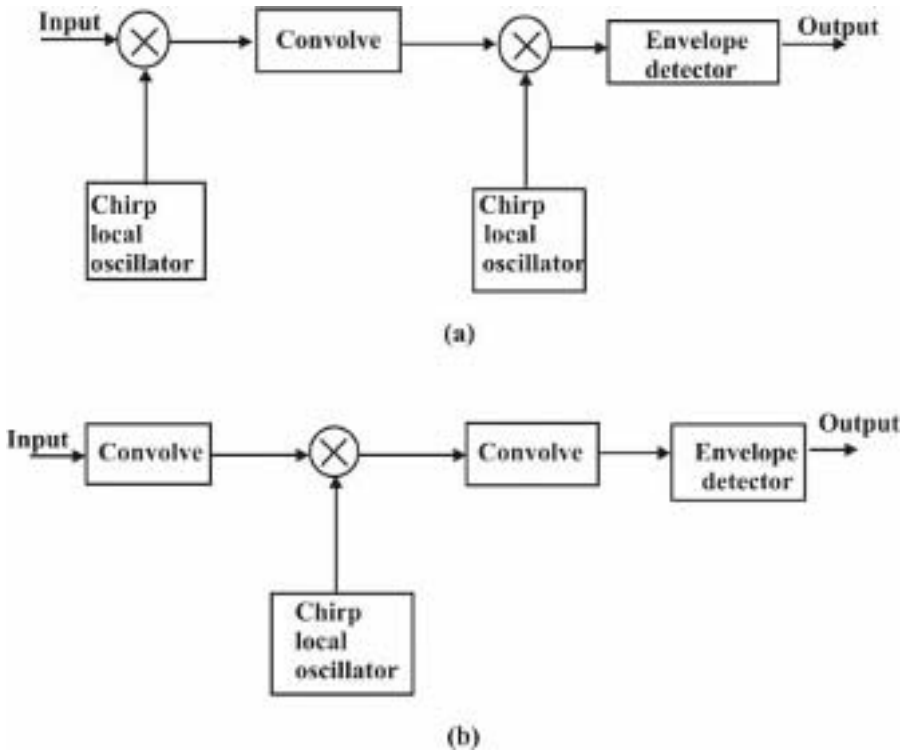 Input
Convolve
Envelope
detector
Output
Chirp
local
oscillator
Chirp
local
oscillator
(a)
Input
Convolve
Convolve
Envelope
detector
Output
Chirp
local
oscillator
(b)